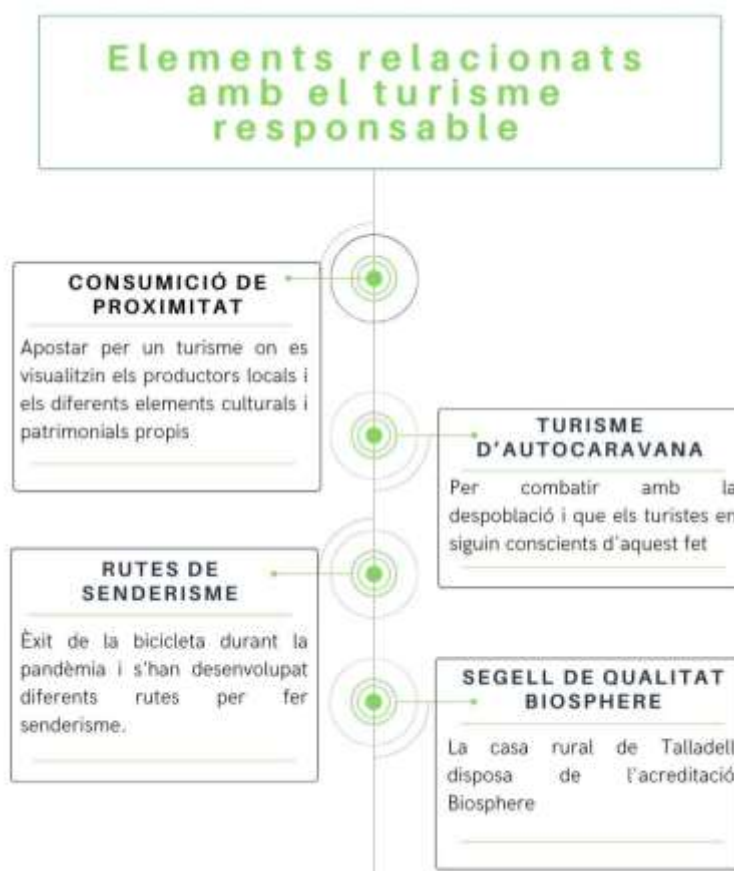 Elements relacionats
amb el turisme
responsable
CONSUMICIÓ DE
PROXIMITAT
Apostar per un turisme on es
visualitzin els productors locals i
els diferents elements culturals i
patrimonials propis
TURISME
D'AUTOCARAVANA
Per combatir amb la
despoblació i que els turistes en
siguin conscients d'aquest fet
RUTES DE
SENDERISME
Èxit de la bicicleta durant la
pandèmia i s'han desenvolupat
diferents rutes per fer
senderisme.
SEGELL DE QUALITAT
BIOSPHERE
La casa rural de Talladell
disposa de l'acreditació
Biosphere